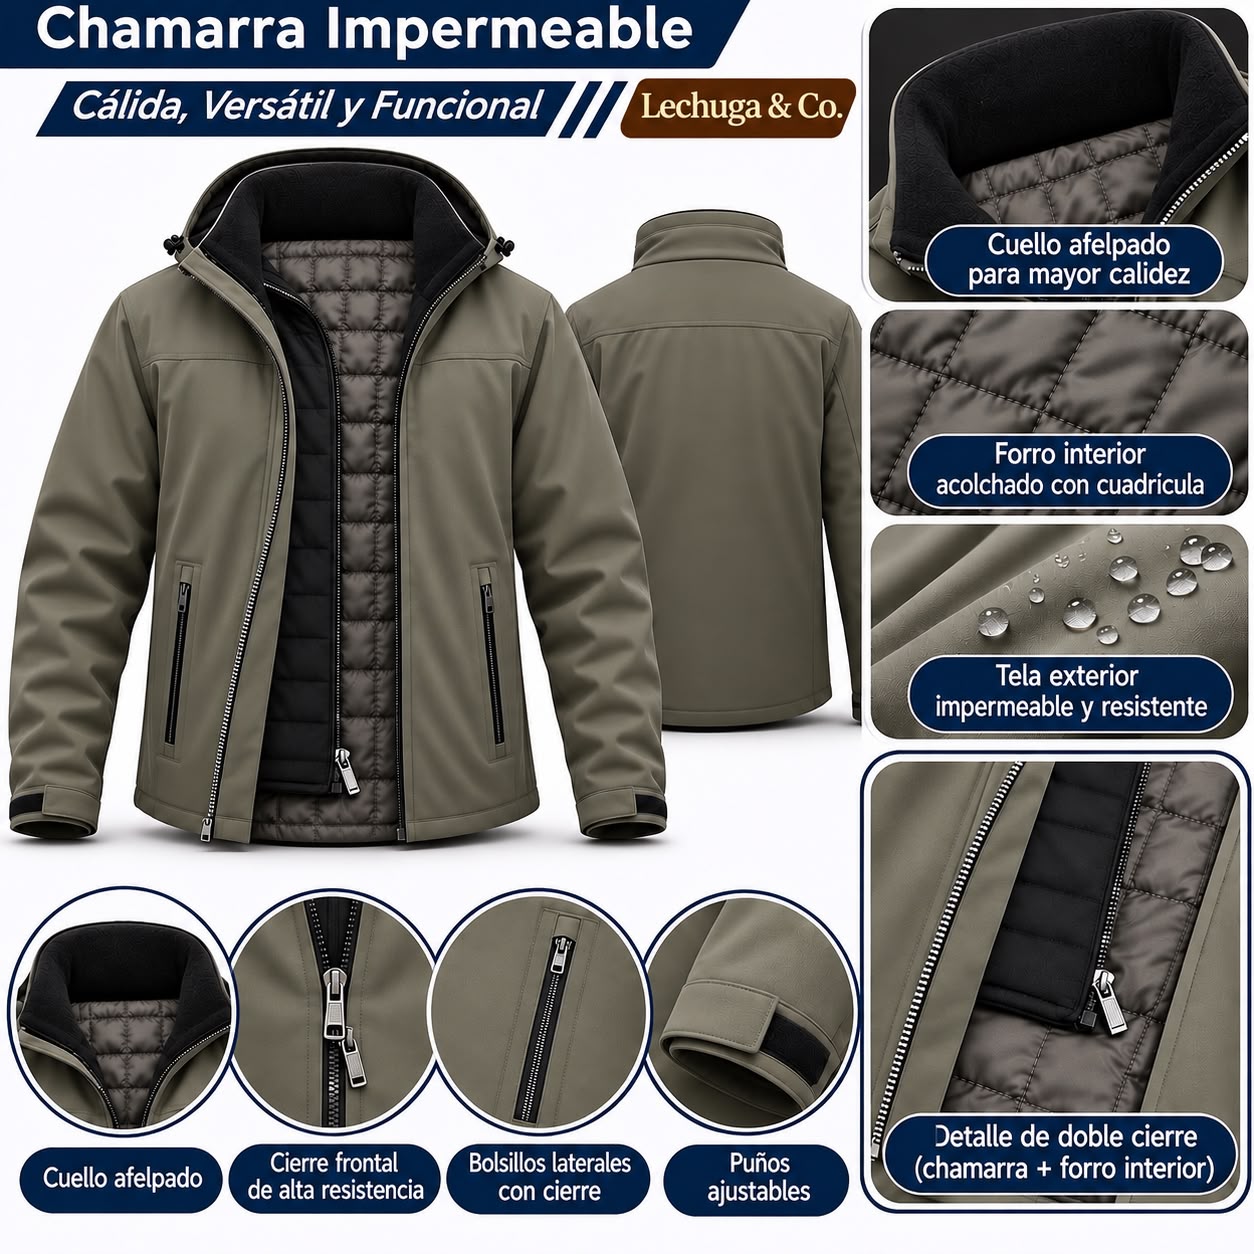 Chamarra Impermeable
Cálida, Versátil y Funcional
Lechuga & Co.
Cuello afelpado
para mayor calidez
Forro interior
acolchado con cuadrícula
Tela exterior
impermeable y resistente
Detalle de doble cierre
(chamarra + forro interior)
Cuello afelpado
Cierre frontal
de alta resistencia
Bolsillos laterales
con cierre
Puños
ajustables